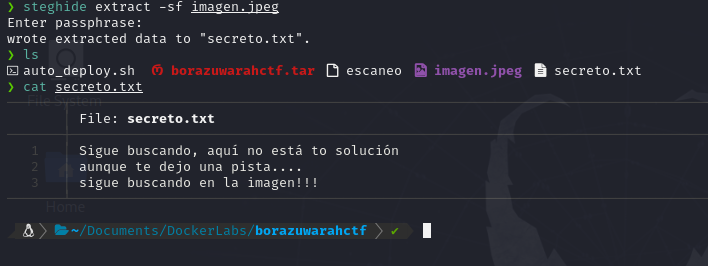 ❯ steghide extract -sf imagen.jpeg
Enter passphrase:
wrote extracted data to "secreto.txt".
❯ ls
auto_deploy.sh borazuwarahctf.tar escaneo imagen.jpeg secreto.txt
❯ cat secreto.txt
File System
File: secreto.txt
1 Sigue buscando, aquí no está to solución
2 aunque te dejo una pista....
3 sigue buscando en la imagen!!!
Home
~/Documents/DockerLabs/borazuwarahctf ✔